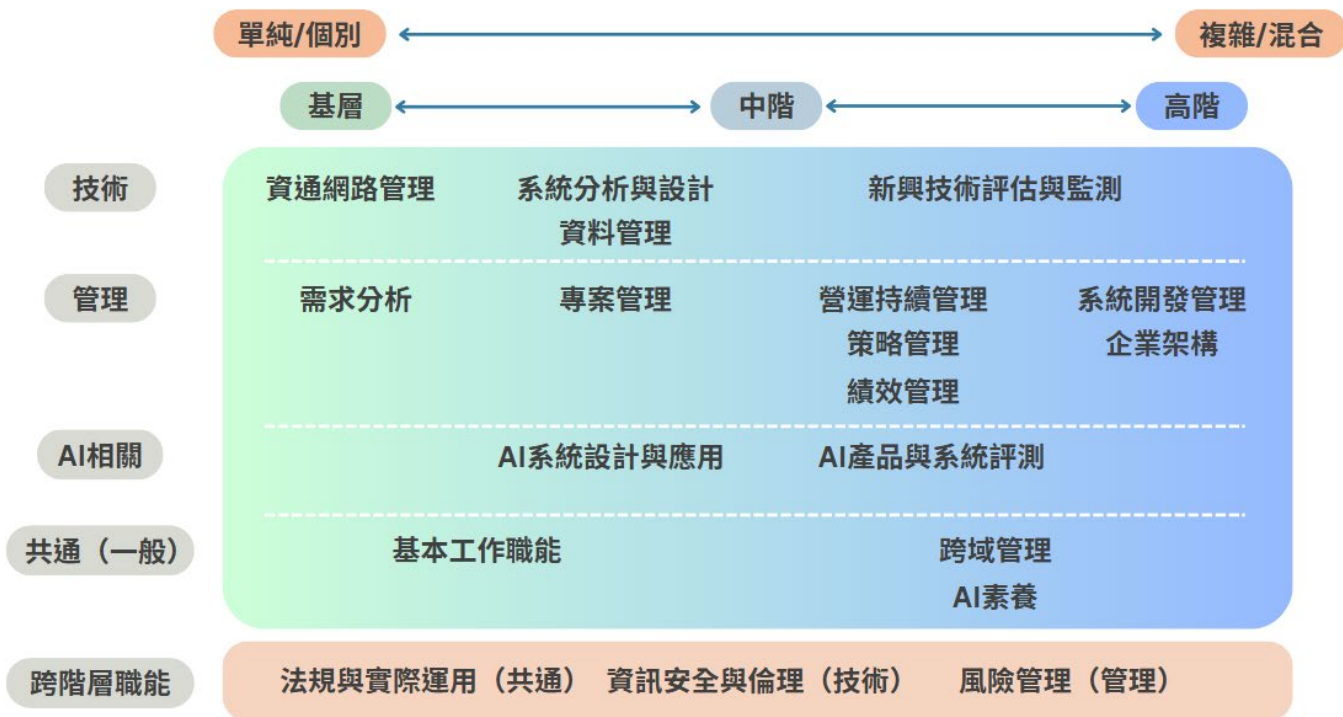 單純/個別 複雜/混合
基層 中階 高階
技術 資通網路管理 系統分析與設計 新興技術評估與監測
資料管理
管理 需求分析 專案管理 營運持續管理 系統開發管理
策略管理 企業架構
績效管理
AI相關 AI系統設計與應用 AI產品與系統評測
共通（一般） 基本工作職能 跨域管理
AI素養
跨階層職能 法規與實際運用（共通） 資訊安全與倫理（技術） 風險管理（管理）